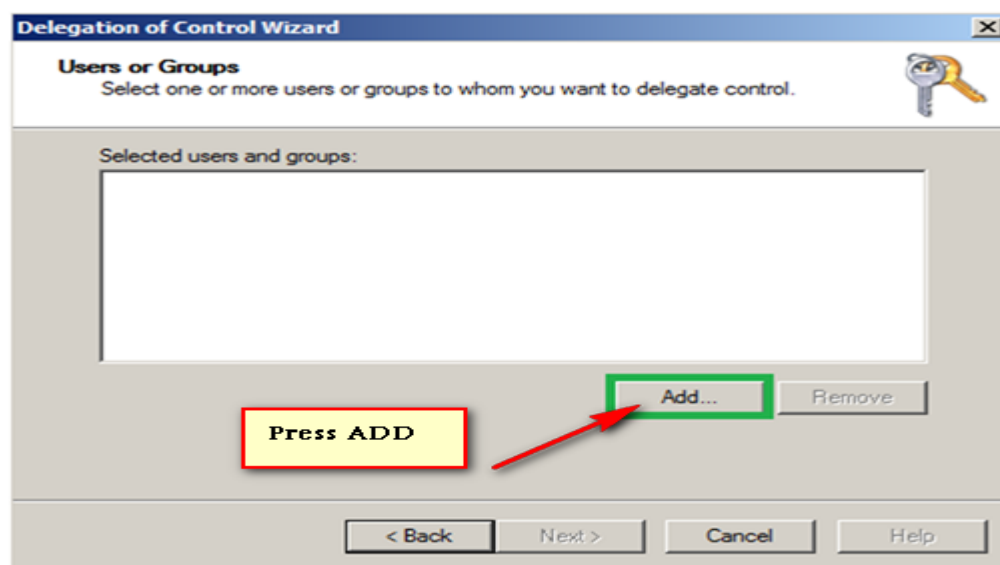 Delegation of Control Wizard
Users or Groups
Select one or more users or groups to whom you want to delegate control.
Selected users and groups:
Add...
Remove
Press ADD
< Back
Next >
Cancel
Help